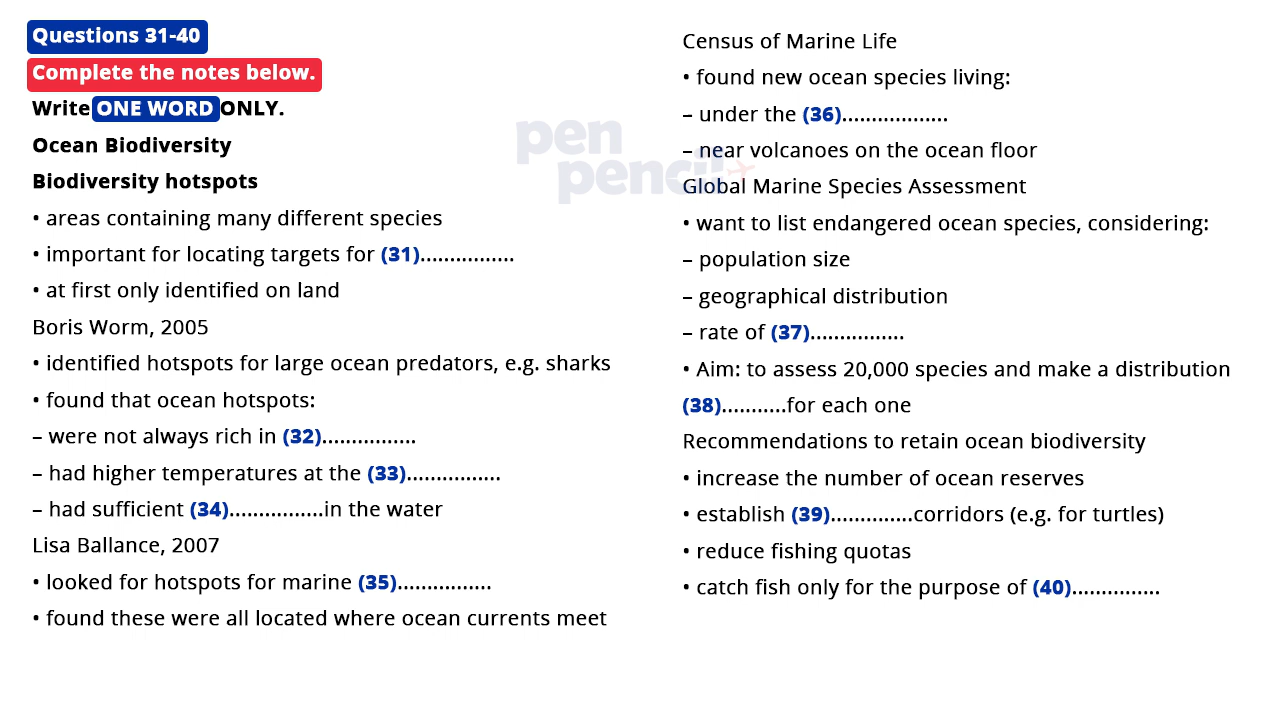 Questions 31-40
Complete the notes below.
Write ONE WORD ONLY.
Ocean Biodiversity
Biodiversity hotspots
• areas containing many different species
• important for locating targets for (31)................
• at first only identified on land
Boris Worm, 2005
• identified hotspots for large ocean predators, e.g. sharks
• found that ocean hotspots:
– were not always rich in (32)................
– had higher temperatures at the (33)................
– had sufficient (34)................in the water
Lisa Ballance, 2007
• looked for hotspots for marine (35)................
• found these were all located where ocean currents meet
pen
pencil
Census of Marine Life
• found new ocean species living:
– under the (36)..................
– near volcanoes on the ocean floor
Global Marine Species Assessment
• want to list endangered ocean species, considering:
– population size
– geographical distribution
– rate of (37)................
• Aim: to assess 20,000 species and make a distribution
(38)...........for each one
Recommendations to retain ocean biodiversity
• increase the number of ocean reserves
• establish (39)..............corridors (e.g. for turtles)
• reduce fishing quotas
• catch fish only for the purpose of (40)...............